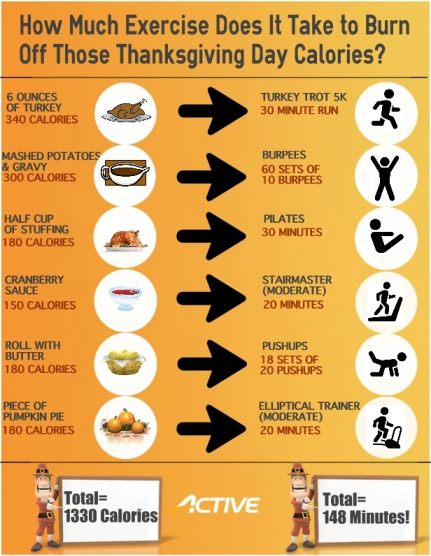 How Much Exercise Does It Take to Burn
Off Those Thanksgiving Day Calories?
6 OUNCES
OF TURKEY
340 CALORIES
TURKEY TROT 5K
30 MINUTE RUN
MASHED POTATOES
& GRAVY
300 CALORIES
BURPEES
60 SETS OF
10 BURPEES
HALF CUP
OF STUFFING
180 CALORIES
PILATES
30 MINUTES
CRANBERRY
SAUCE
150 CALORIES
STAIRMASTER
(MODERATE)
20 MINUTES
ROLL WITH
BUTTER
180 CALORIES
PUSHUPS
18 SETS OF
20 PUSHUPS
PIECE OF
PUMPKIN PIE
180 CALORIES
ELLIPTICAL TRAINER
(MODERATE)
20 MINUTES
Total=
1330 Calories
ACTIVE
Total=
148 Minutes!